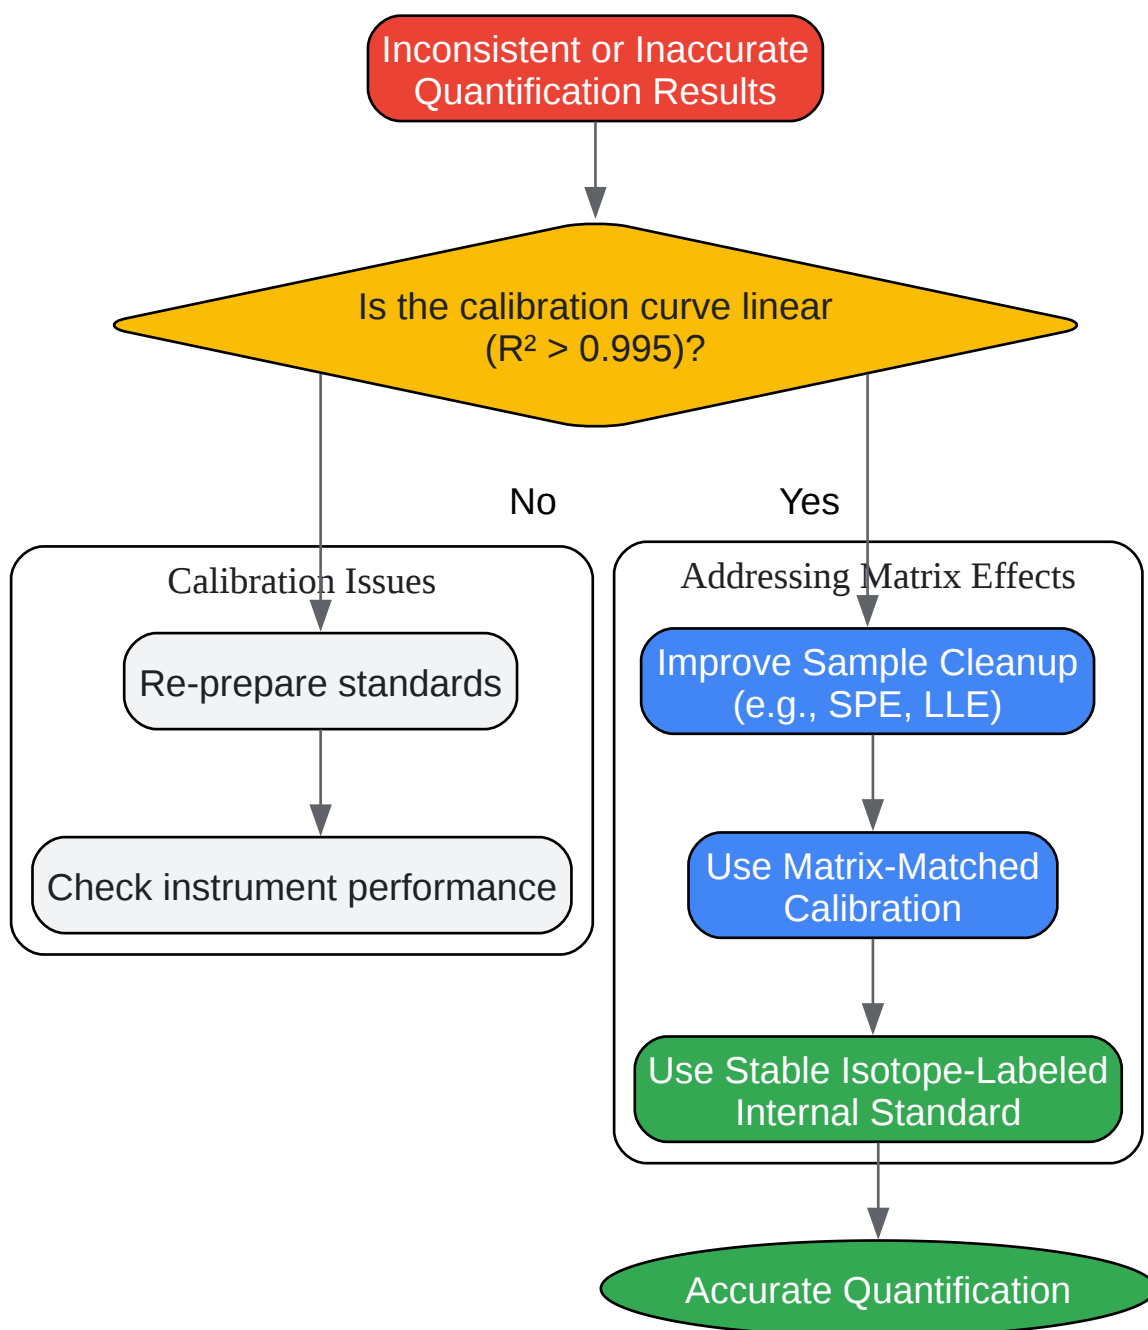 Inconsistent or Inaccurate
Quantification Results
Is the calibration curve linear
(R² > 0.995)?
No
Yes
Calibration Issues
Re-prepare standards
Check instrument performance
Addressing Matrix Effects
Improve Sample Cleanup
(e.g., SPE, LLE)
Use Matrix-Matched
Calibration
Use Stable Isotope-Labeled
Internal Standard
Accurate Quantification